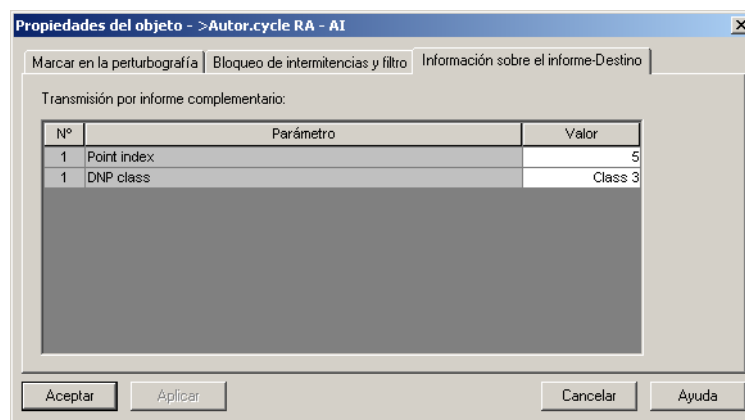 Propiedades del objeto - >Autor.cycle RA - AI
Marcar en la perturbografía Bloqueo de intermitencias y filtro Información sobre el informe-Destino
Transmisión por informe complementario:
Nº Parámetro Valor
1 Point index 5
1 DNP class Class 3
Aceptar Aplicar Cancelar Ayuda